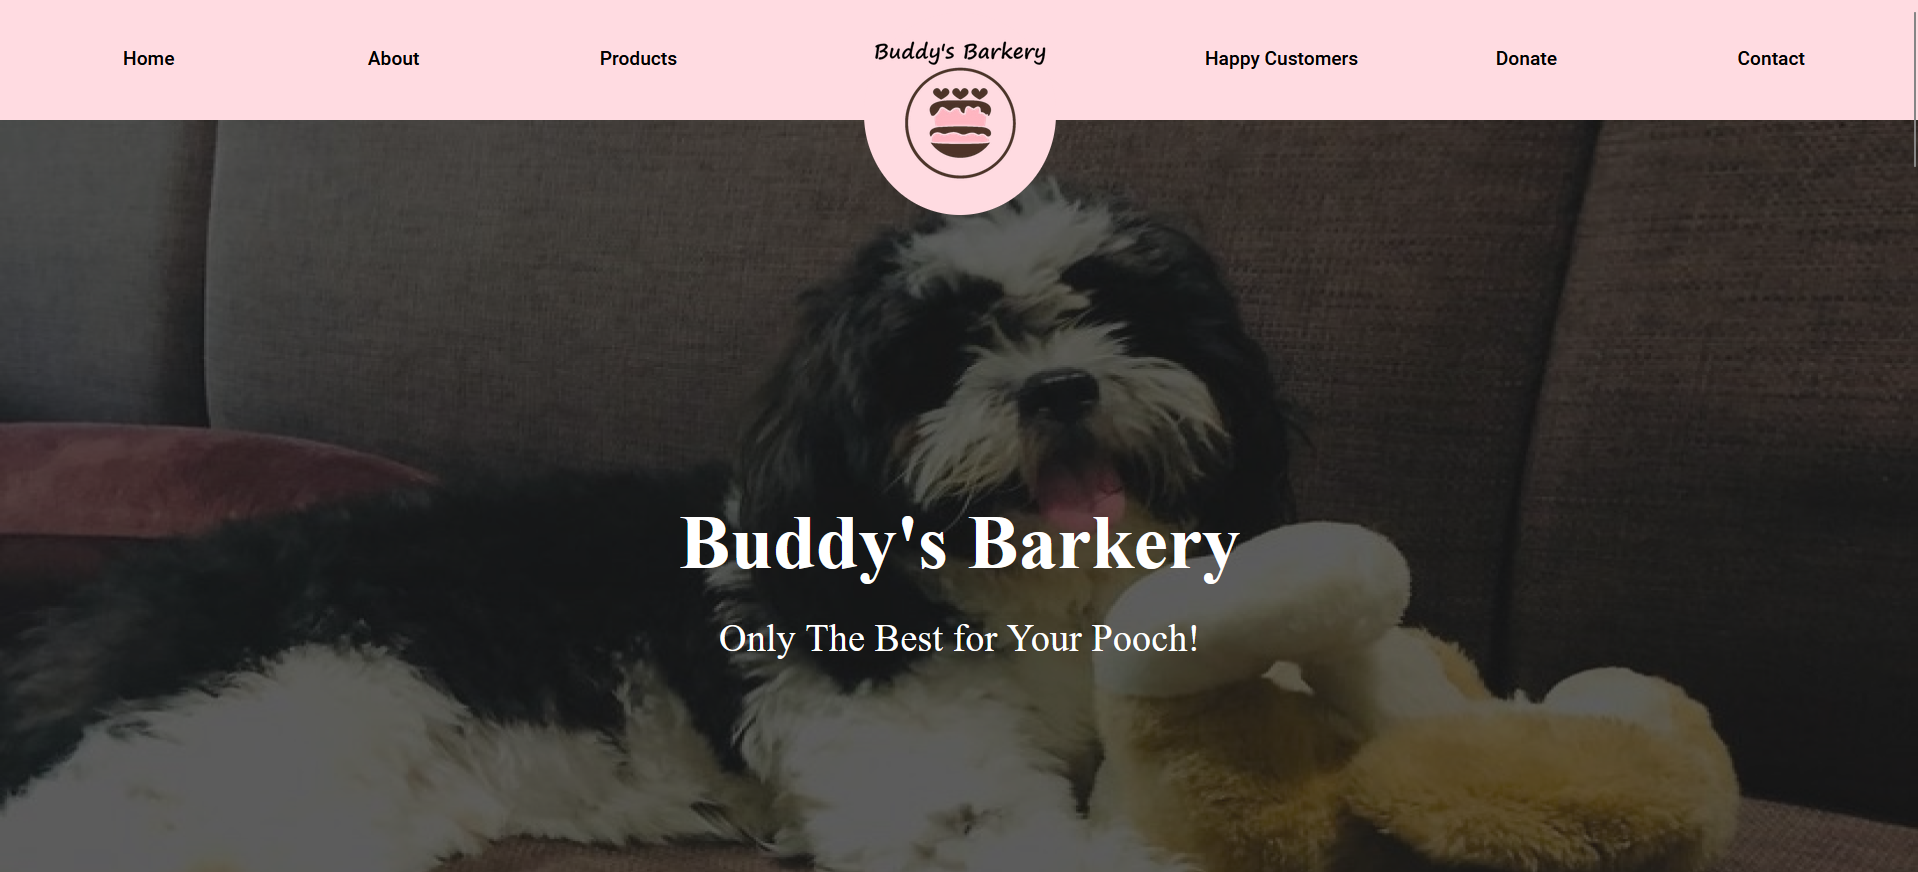 Home
About
Products
Buddy's Barkery
Happy Customers
Donate
Contact
Buddy's Barkery
Only The Best for Your Pooch!